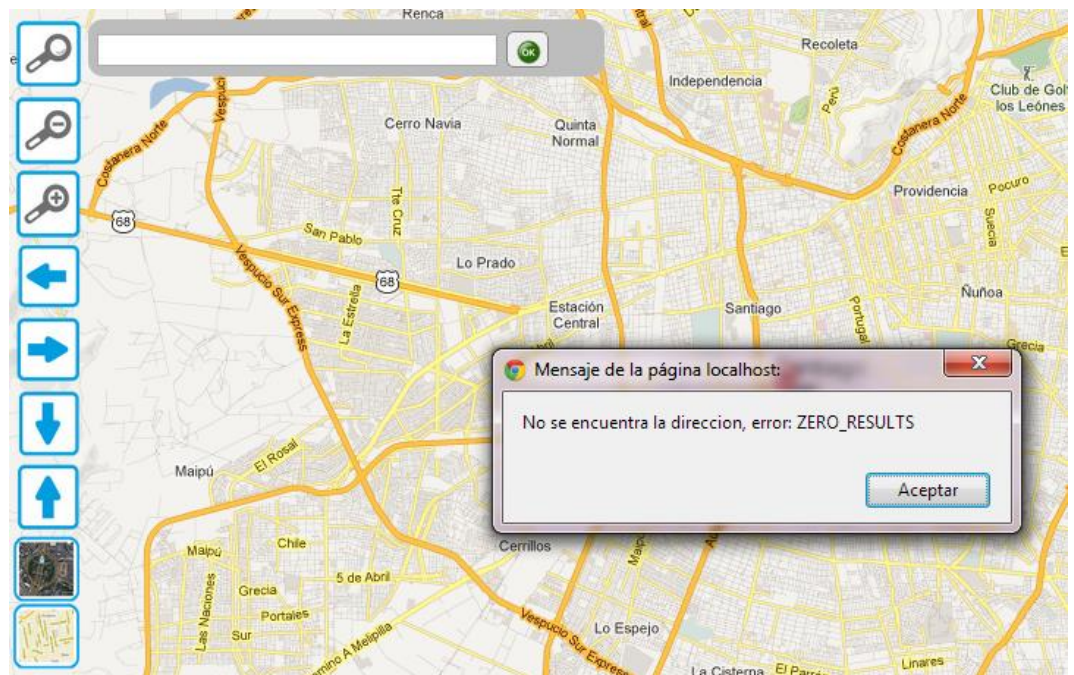 Renca
OK
Recoleta
Independencia
Perú
Club de Golf
los Leónes
Costanera Norte
Vespucio
Cerro Navia
Quinta
Normal
Costanera Norte
Providencia
Pocuro
Suecia
68
Tte Cruz
San Pablo
Lo Prado
68
Vespucio Sur Express
La Estrella
Estación
Central
Santiago
Portugal
Ñuñoa
Grecia
Mensaje de la página localhost:
No se encuentra la direccion, error: ZERO_RESULTS
Aceptar
El Rosal
Maipú
Cerrillos
Maipú
Chile
5 de Abril
Grecia
Las Naciones
Portales
Sur
Camino A Melipilla
Vespucio Sur Express
Lo Espejo
La Cisterna
Linares